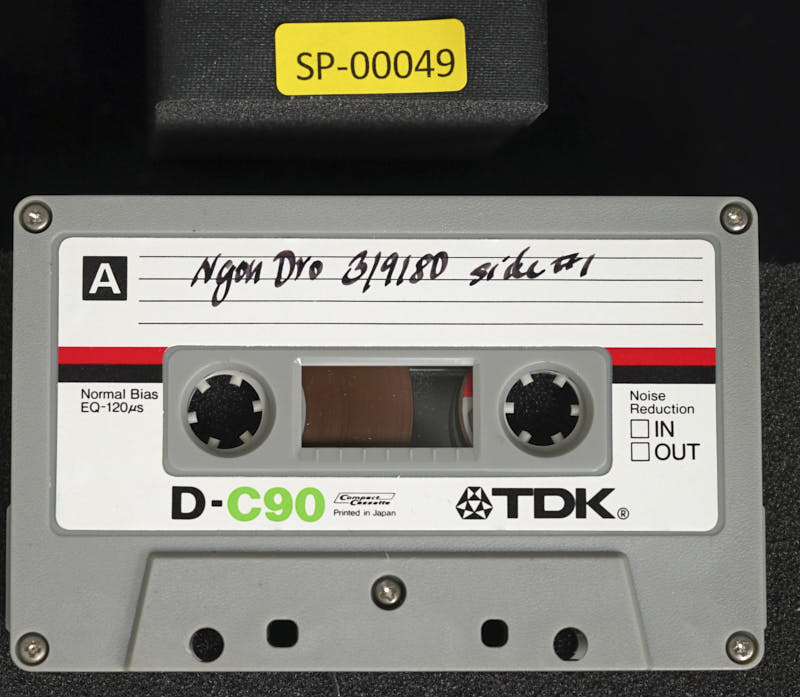 SP-00049
A
Ngon Dro 3/9/80 side #1
Normal Bias
EQ-120µs
Noise
Reduction
IN
OUT
D-C90
Compact
Cassette
Printed in Japan
TDK®